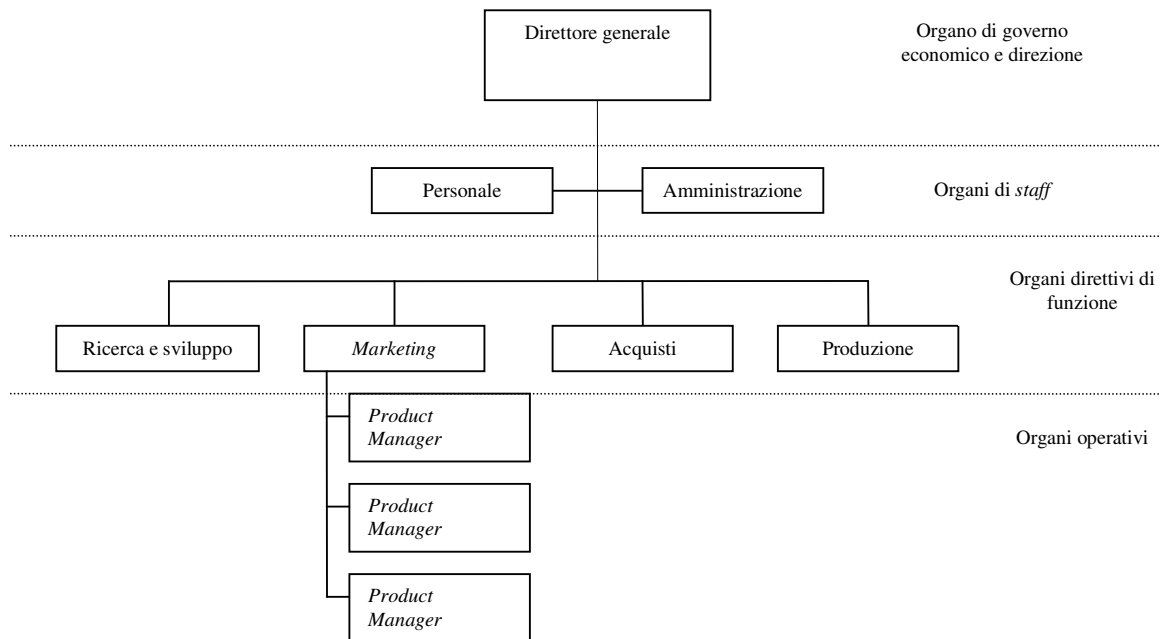 Direttore generale
Organo di governo
economico e direzione
Personale
Amministrazione
Organi di staff
Organi direttivi di
funzione
Ricerca e sviluppo
Marketing
Acquisti
Produzione
Product
Manager
Organi operativi
Product
Manager
Product
Manager